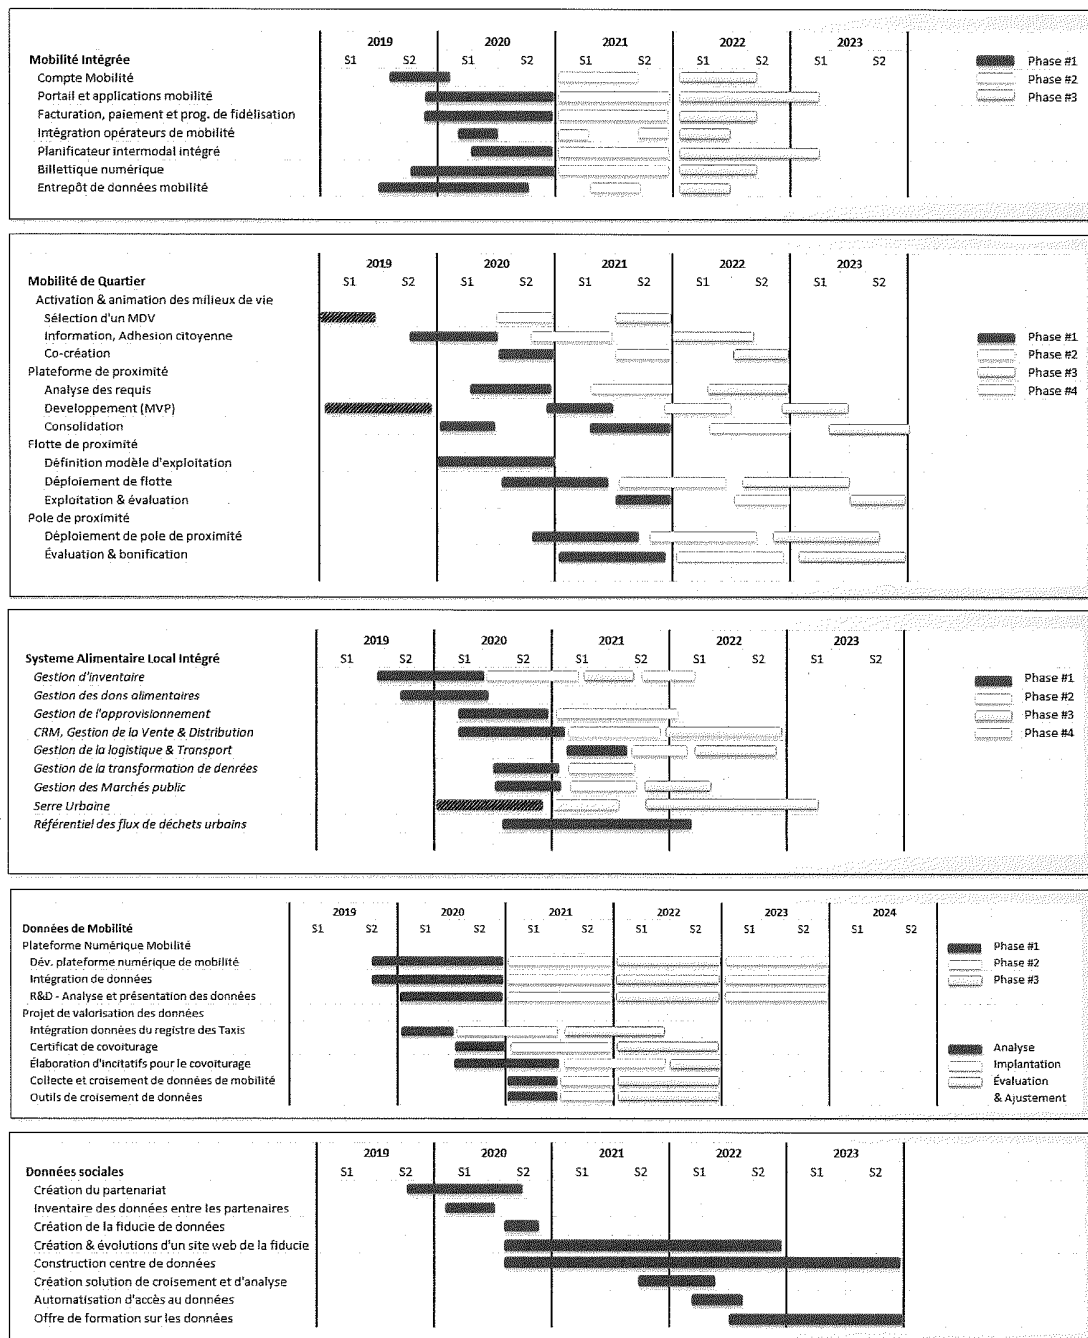 2019 2020 2021 2022 2023
Mobilité Intégrée S1 S2 S1 S2 S1 S2 S1 S2 S1 S2 Phase #1
Compte Mobilité Phase #2
Portail et applications mobilité Phase #3
Facturation, paiement et prog. de fidélisation
Intégration opérateurs de mobilité
Planificateur intermodal intégré
Billettique numérique
Entrepôt de données mobilité
2019 2020 2021 2022 2023
Mobilité de Quartier S1 S2 S1 S2 S1 S2 S1 S2 S1 S2
Activation & animation des milieux de vie
Sélection d'un MDV
Information, Adhesion citoyenne Phase #1
Co-création Phase #2
Plateforme de proximité Phase #3
Analyse des requis Phase #4
Developpement (MVP)
Consolidation
Flotte de proximité
Définition modèle d'exploitation
Déploiement de flotte
Exploitation & évaluation
Pole de proximité
Déploiement de pole de proximité
Évaluation & bonification
2019 2020 2021 2022 2023
Systeme Alimentaire Local Intégré S1 S2 S1 S2 S1 S2 S1 S2 S1 S2
Gestion d'inventaire Phase #1
Gestion des dons alimentaires Phase #2
Gestion de l'approvisionnement Phase #3
CRM, Gestion de la Vente & Distribution Phase #4
Gestion de la logistique & Transport
Gestion de la transformation de denrées
Gestion des Marchés public
Serre Urbaine
Référentiel des flux de déchets urbains
2019 2020 2021 2022 2023 2024
Données de Mobilité S1 S2 S1 S2 S1 S2 S1 S2 S1 S2 S1 S2
Plateforme Numérique Mobilité Phase #1
Dév. plateforme numérique de mobilité Phase #2
Intégration de données Phase #3
R&D - Analyse et présentation des données
Projet de valorisation des données
Intégration données du registre des Taxis
Certificat de covoiturage Analyse
Élaboration d'incitatifs pour le covoiturage Implantation
Collecte et croisement de données de mobilité Évaluation
Outils de croisement de données & Ajustement
2019 2020 2021 2022 2023
Données sociales S1 S2 S1 S2 S1 S2 S1 S2 S1 S2
Création du partenariat
Inventaire des données entre les partenaires
Création de la fiducie de données
Création & évolutions d'un site web de la fiducie
Construction centre de données
Création solution de croisement et d'analyse
Automatisation d'accès au données
Offre de formation sur les données